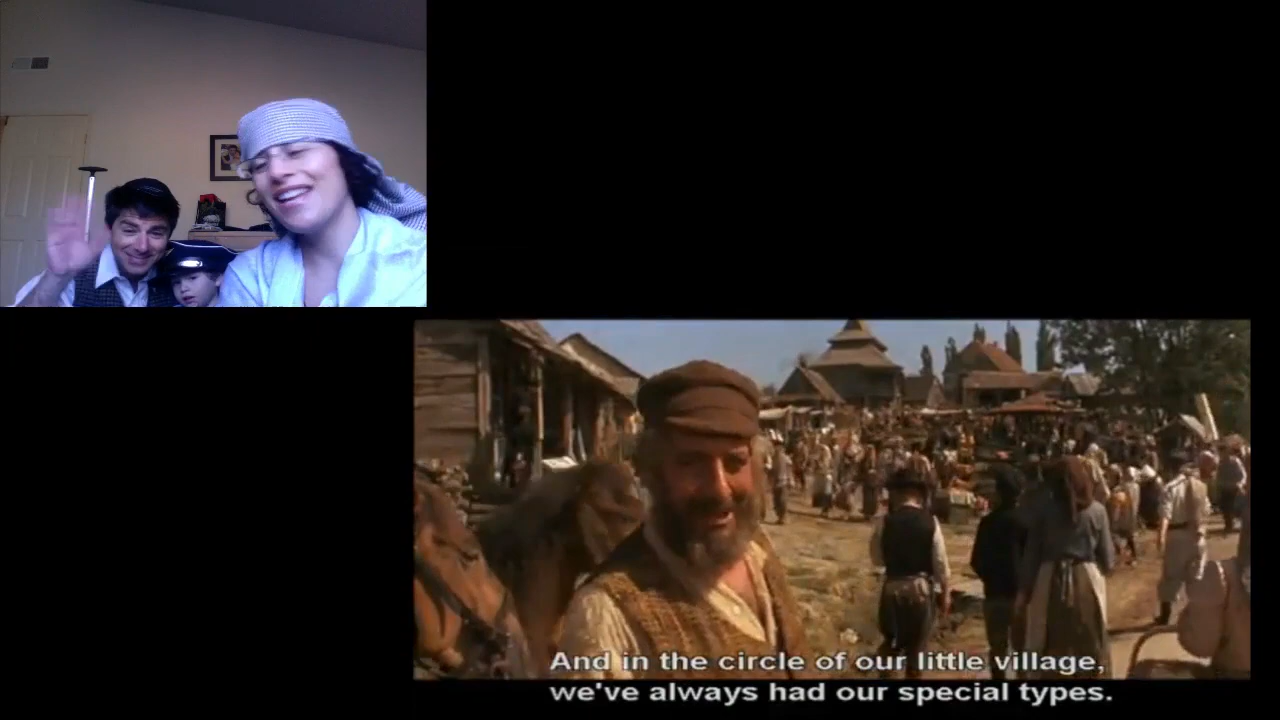 And in the circle of our little village,
we've always had our special types.